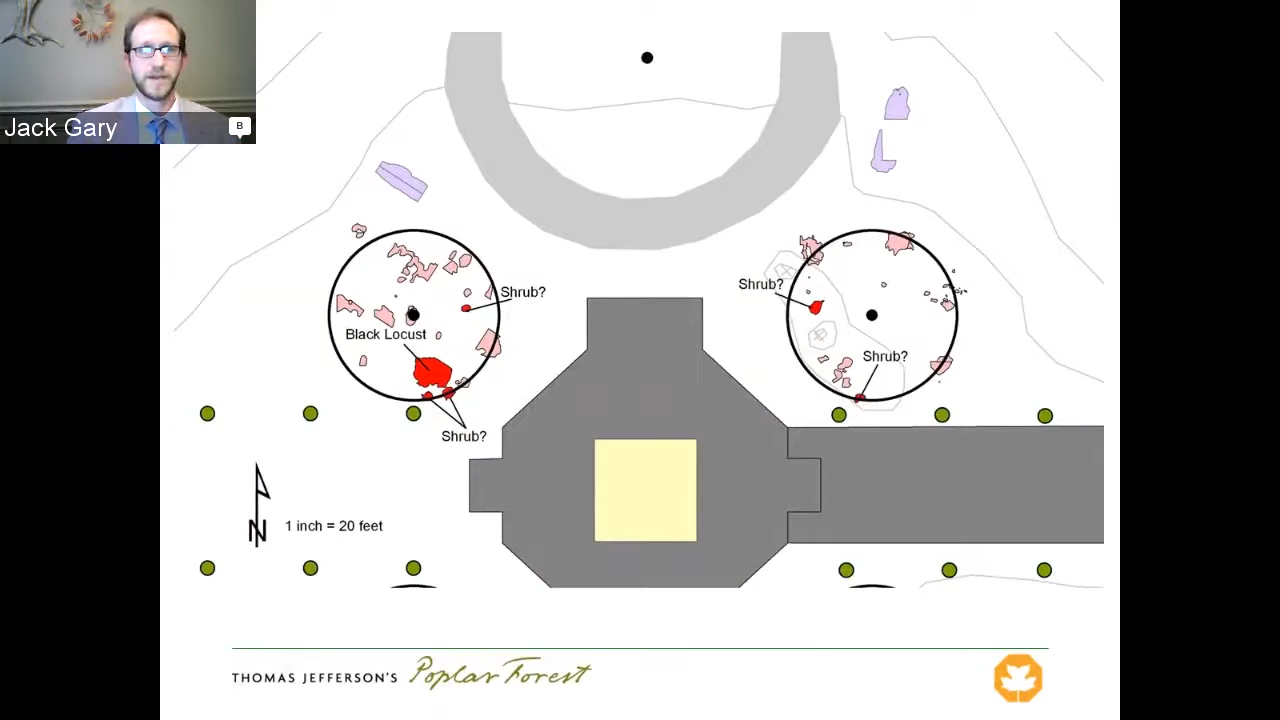 Jack Gary
B
Shrub?
Shrub?
Black Locust
Shrub?
Shrub?
N
1 inch = 20 feet
THOMAS JEFFERSON'S Poplar Forest